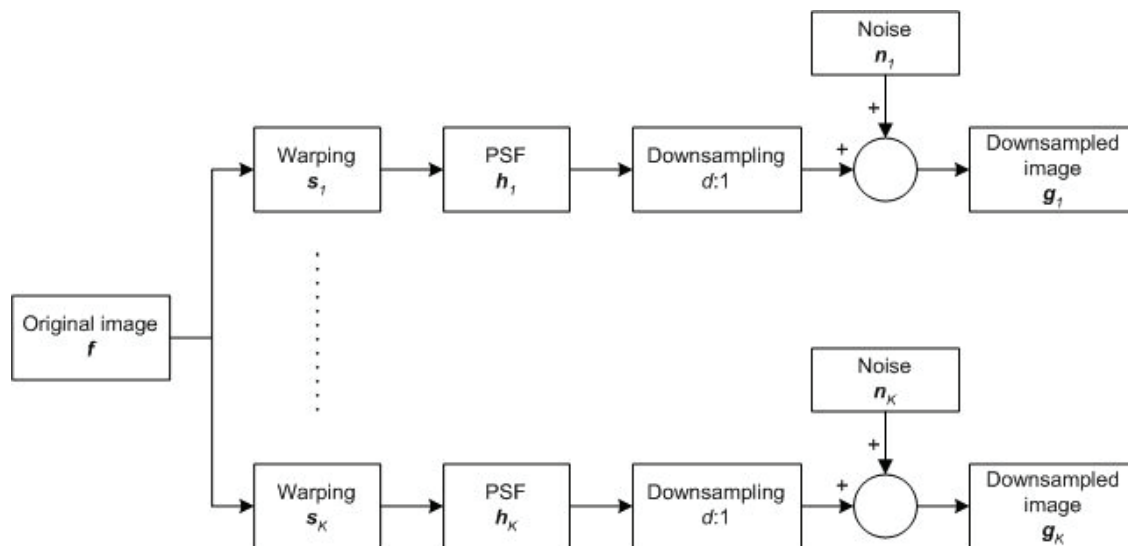 Noise
n1
+
Warping
s1
PSF
h1
Downsampling
d:1
+
Downsampled
image
g1
Original image
f
Noise
nK
+
Warping
sK
PSF
hK
Downsampling
d:1
+
Downsampled
image
gK